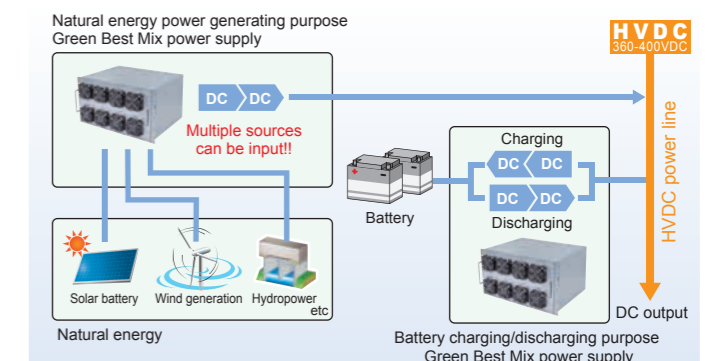 Natural energy power generating purpose
Green Best Mix power supply
DC DC
Multiple sources
can be input!!
Solar battery
Wind generation
Hydropower
etc
Natural energy
HVDC
360-400VDC
HVDC power line
Charging
DC DC
DC DC
Discharging
Battery
DC output
Battery charging/discharging purpose
Green Best Mix power supply